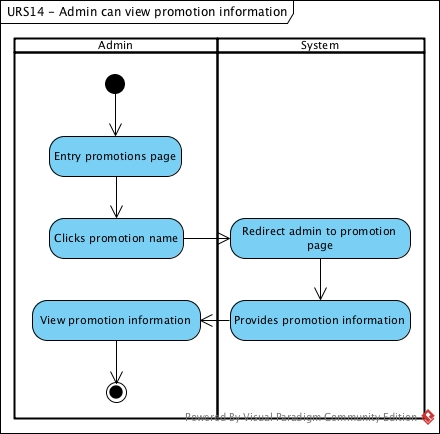 URS14 - Admin can view promotion information
Admin
System
Entry promotions page
Clicks promotion name
Redirect admin to promotion
page
View promotion information
Provides promotion information
Powered By Visual Paradigm Community Edition